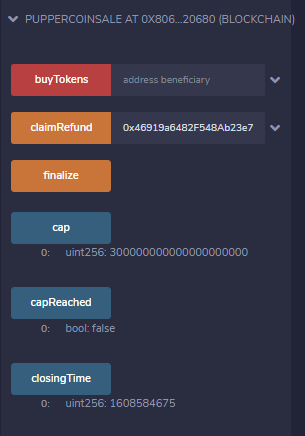 PUPPERCOINSALE AT 0X806...20680 (BLOCKCHAIN)
buyTokens address beneficiary
claimRefund 0x46919a6482F548Ab23e7
finalize
cap
0: uint256: 300000000000000000000
capReached
0: bool: false
closingTime
0: uint256: 1608584675